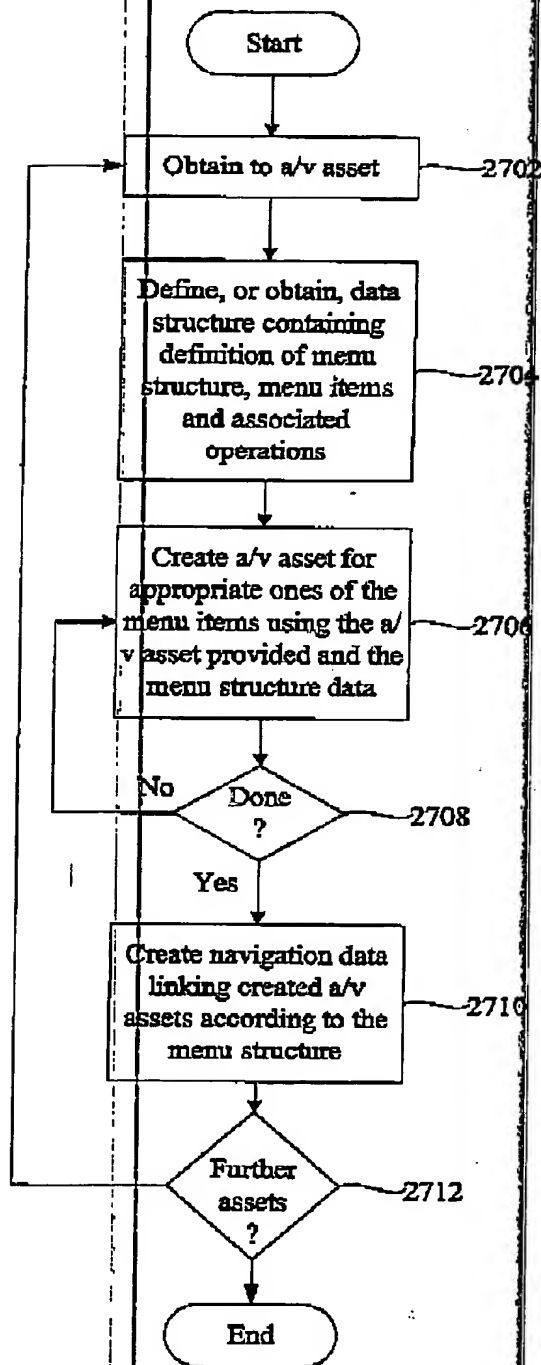 Start
Obtain to a/v asset
2702
Define, or obtain, data
structure containing
definition of menu
structure, menu items
and associated
operations
2704
Create a/v asset for
appropriate ones of the
menu items using the a/
v asset provided and the
menu structure data
2706
No
Done
?
2708
Yes
Create navigation data
linking created a/v
assets according to the
menu structure
2710
Further
assets
?
2712
End